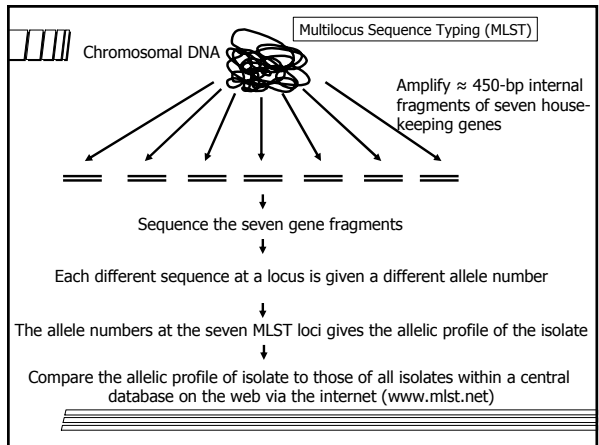 Multilocus Sequence Typing (MLST)
Chromosomal DNA
Amplify ≈ 450-bp internal
fragments of seven house-
keeping genes
Sequence the seven gene fragments
Each different sequence at a locus is given a different allele number
The allele numbers at the seven MLST loci gives the allelic profile of the isolate
Compare the allelic profile of isolate to those of all isolates within a central
database on the web via the internet (www.mlst.net)